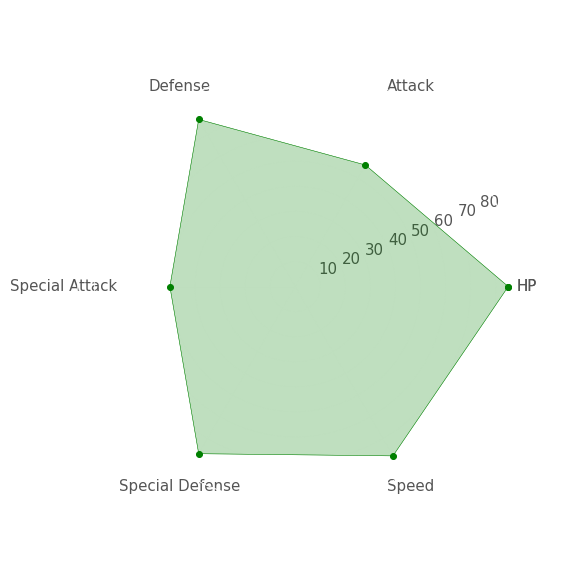 Defense
Attack
80
70
60
50
40
30
20
10
Special Attack
HP
Special Defense
Speed